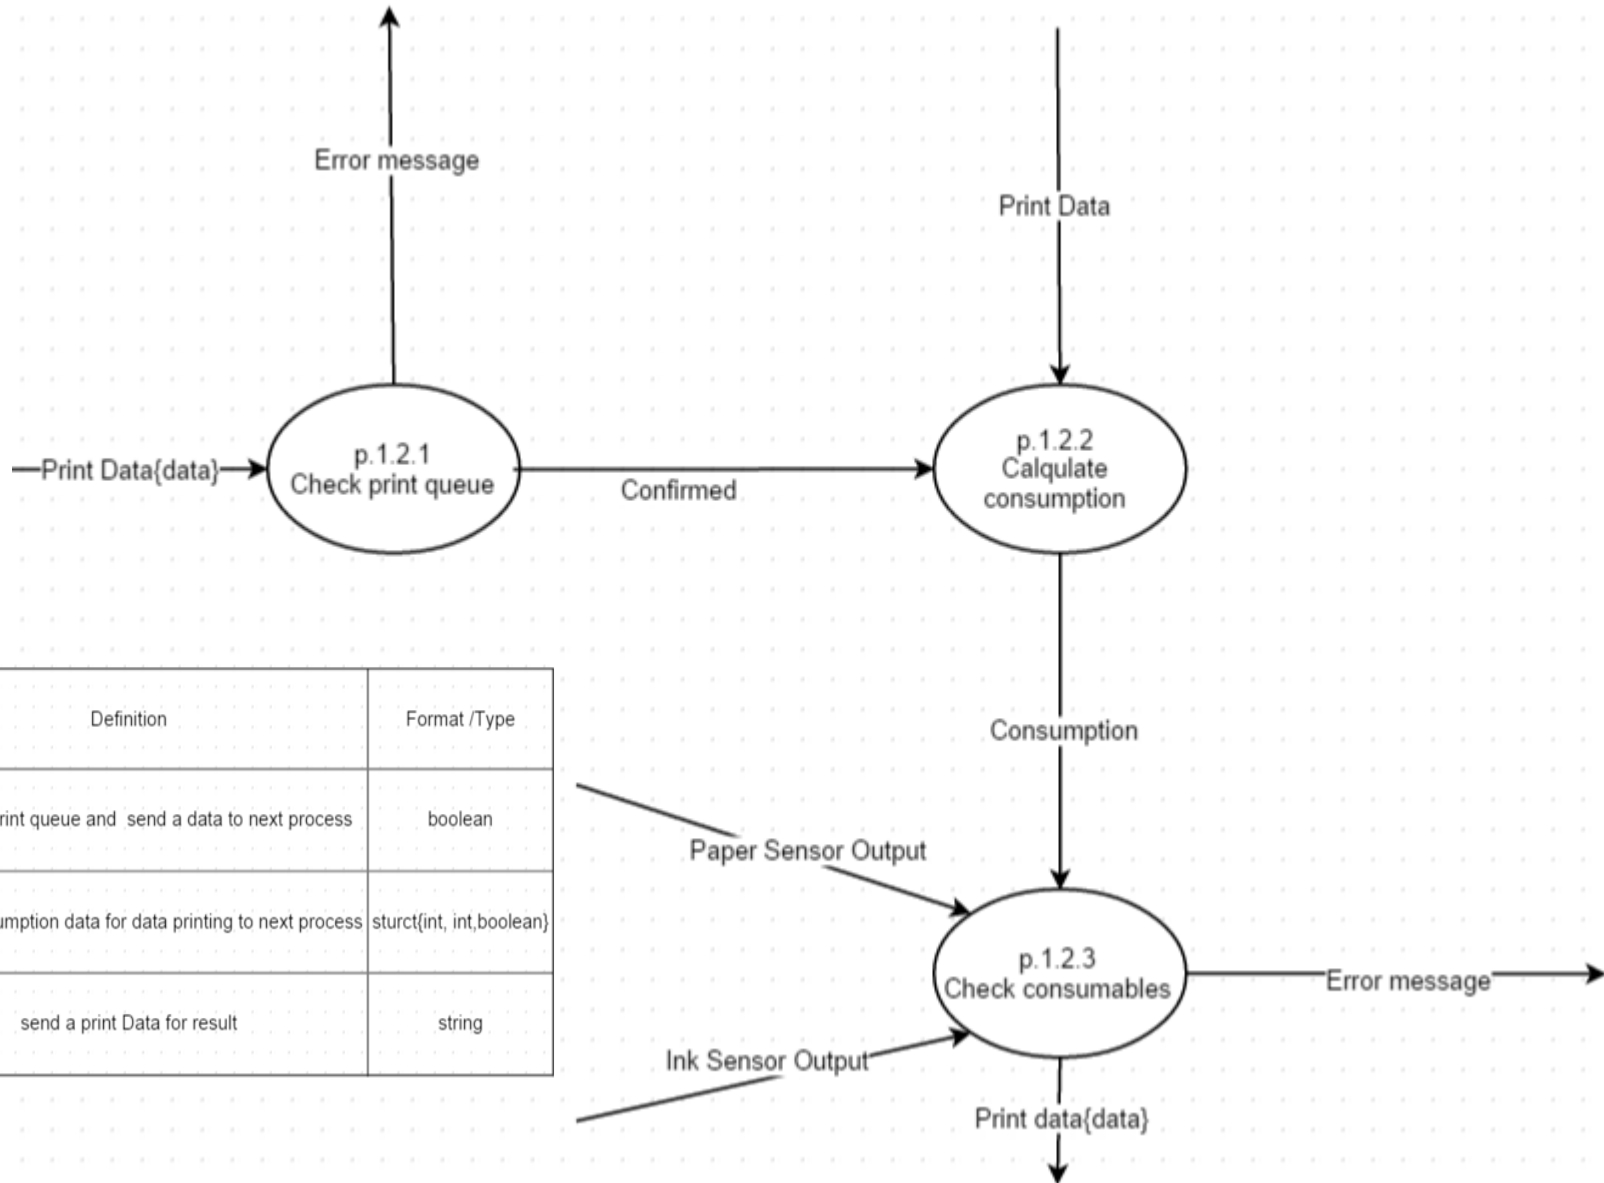 Error message
Print Data
Print Data{data}
p.1.2.1
Check print queue
Confirmed
p.1.2.2
Calqulate
consumption
Definition
Format /Type
Consumption
print queue and send a data to next process
boolean
Paper Sensor Output
data for data printing to next process
sturct{int, int,boolean}
p.1.2.3
Check consumables
Error message
send a print Data for result
string
Ink Sensor Output
Print data{data}